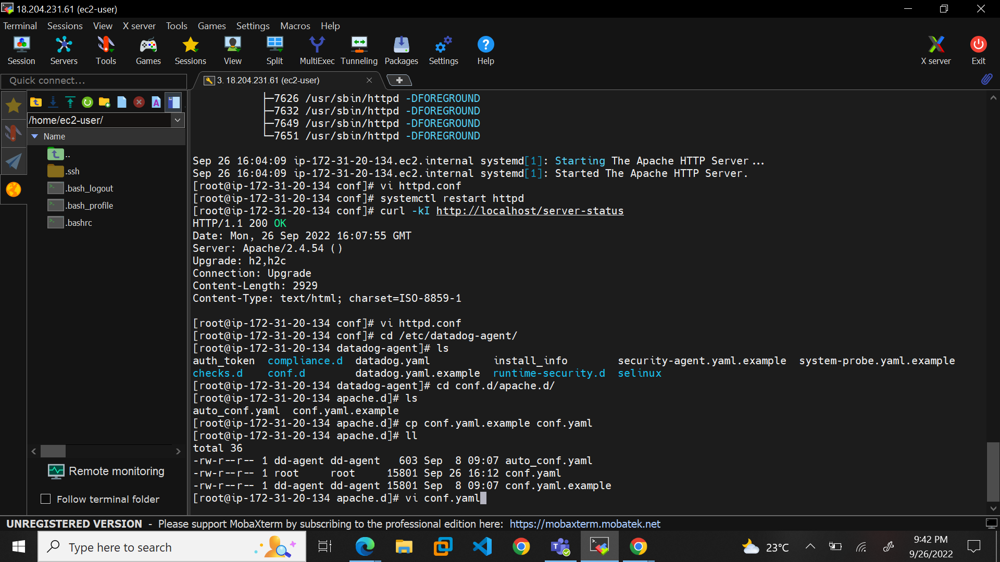 18.204.231.61 (ec2-user)
Terminal Sessions View X server Tools Games Settings Macros Help
Session Servers Tools Games Sessions View Split MultiExec Tunneling Packages Settings Help X server Exit
Quick connect...
3. 18.204.231.61 (ec2-user)
/home/ec2-user/
Name
..
.ssh
.bash_logout
.bash_profile
.bashrc
Remote monitoring
Follow terminal folder
├─7626 /usr/sbin/httpd -DFOREGROUND
├─7632 /usr/sbin/httpd -DFOREGROUND
├─7649 /usr/sbin/httpd -DFOREGROUND
└─7651 /usr/sbin/httpd -DFOREGROUND
Sep 26 16:04:09 ip-172-31-20-134.ec2.internal systemd[1]: Starting The Apache HTTP Server...
Sep 26 16:04:09 ip-172-31-20-134.ec2.internal systemd[1]: Started The Apache HTTP Server.
[root@ip-172-31-20-134 conf]# vi httpd.conf
[root@ip-172-31-20-134 conf]# systemctl restart httpd
[root@ip-172-31-20-134 conf]# curl -kI http://localhost/server-status
HTTP/1.1 200 OK
Date: Mon, 26 Sep 2022 16:07:55 GMT
Server: Apache/2.4.54 ()
Upgrade: h2,h2c
Connection: Upgrade
Content-Length: 2929
Content-Type: text/html; charset=ISO-8859-1
[root@ip-172-31-20-134 conf]# vi httpd.conf
[root@ip-172-31-20-134 conf]# cd /etc/datadog-agent/
[root@ip-172-31-20-134 datadog-agent]# ls
auth_token compliance.d datadog.yaml install_info security-agent.yaml.example system-probe.yaml.example
checks.d conf.d datadog.yaml.example runtime-security.d selinux
[root@ip-172-31-20-134 datadog-agent]# cd conf.d/apache.d/
[root@ip-172-31-20-134 apache.d]# ls
auto_conf.yaml conf.yaml.example
[root@ip-172-31-20-134 apache.d]# cp conf.yaml.example conf.yaml
[root@ip-172-31-20-134 apache.d]# ll
total 36
-rw-r--r-- 1 dd-agent dd-agent 603 Sep 8 09:07 auto_conf.yaml
-rw-r--r-- 1 root root 15801 Sep 26 16:12 conf.yaml
-rw-r--r-- 1 dd-agent dd-agent 15801 Sep 8 09:07 conf.yaml.example
[root@ip-172-31-20-134 apache.d]# vi conf.yaml
UNREGISTERED VERSION - Please support MobaXterm by subscribing to the professional edition here: https://mobaxterm.mobatek.net
Type here to search
23°C
9:42 PM
9/26/2022